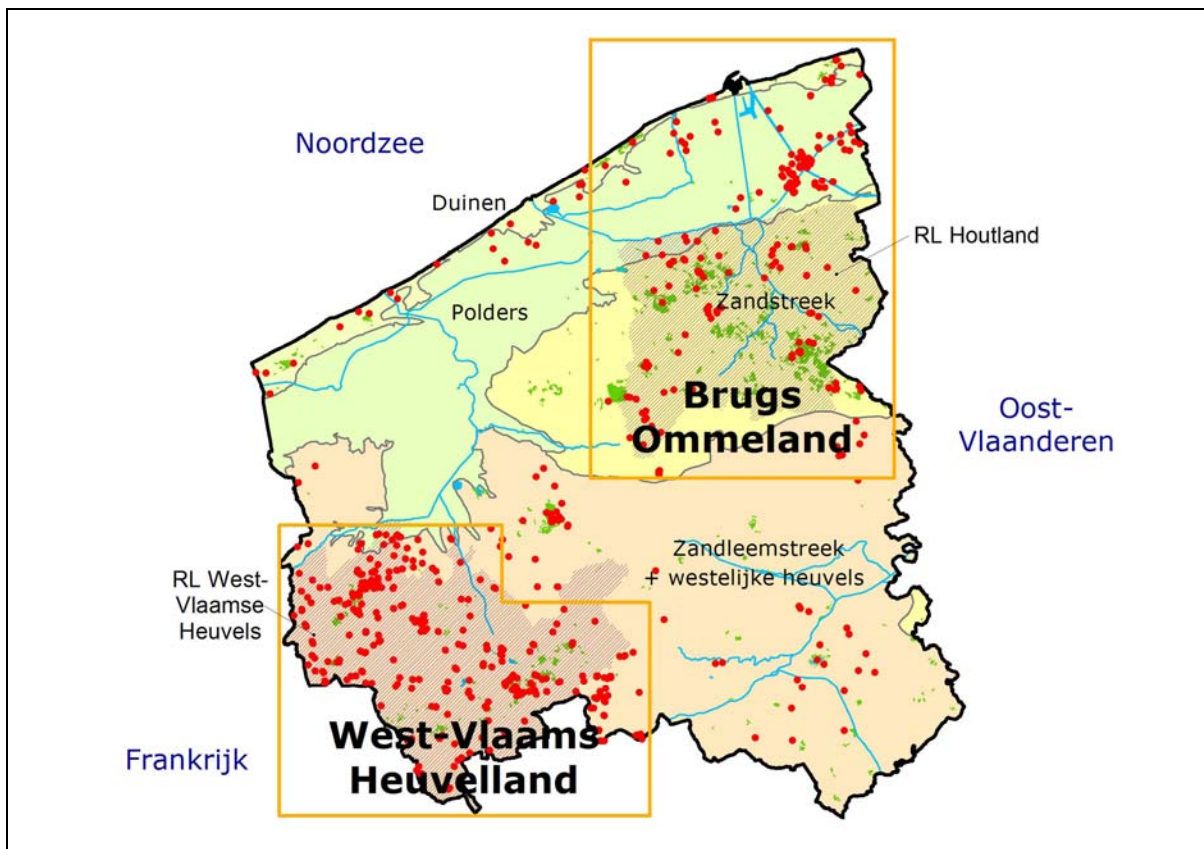 Noordzee
Duinen
RL Houtland
Polders
Zandstreek
Brugs
Ommeland
Oost-
Vlaanderen
Zandleemstreek
+ westelijke heuvels
RL West-
Vlaamse
Heuvels
West-Vlaams
Heuvelland
Frankrijk